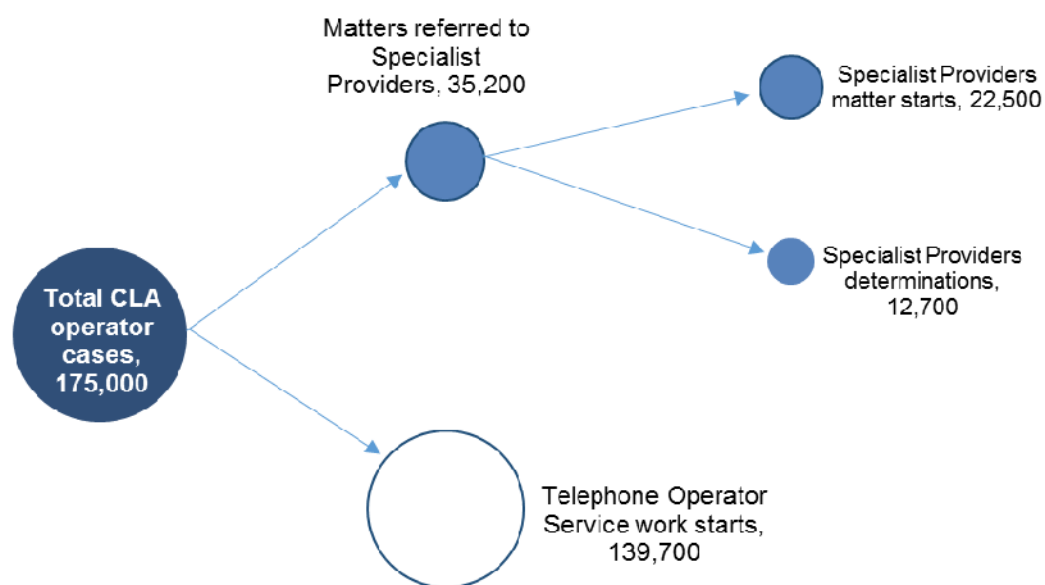 Matters referred to
Specialist
Providers, 35,200
Specialist Providers
matter starts, 22,500
Specialist Providers
determinations,
12,700
Total CLA
operator
cases,
175,000
Telephone Operator
Service work starts,
139,700